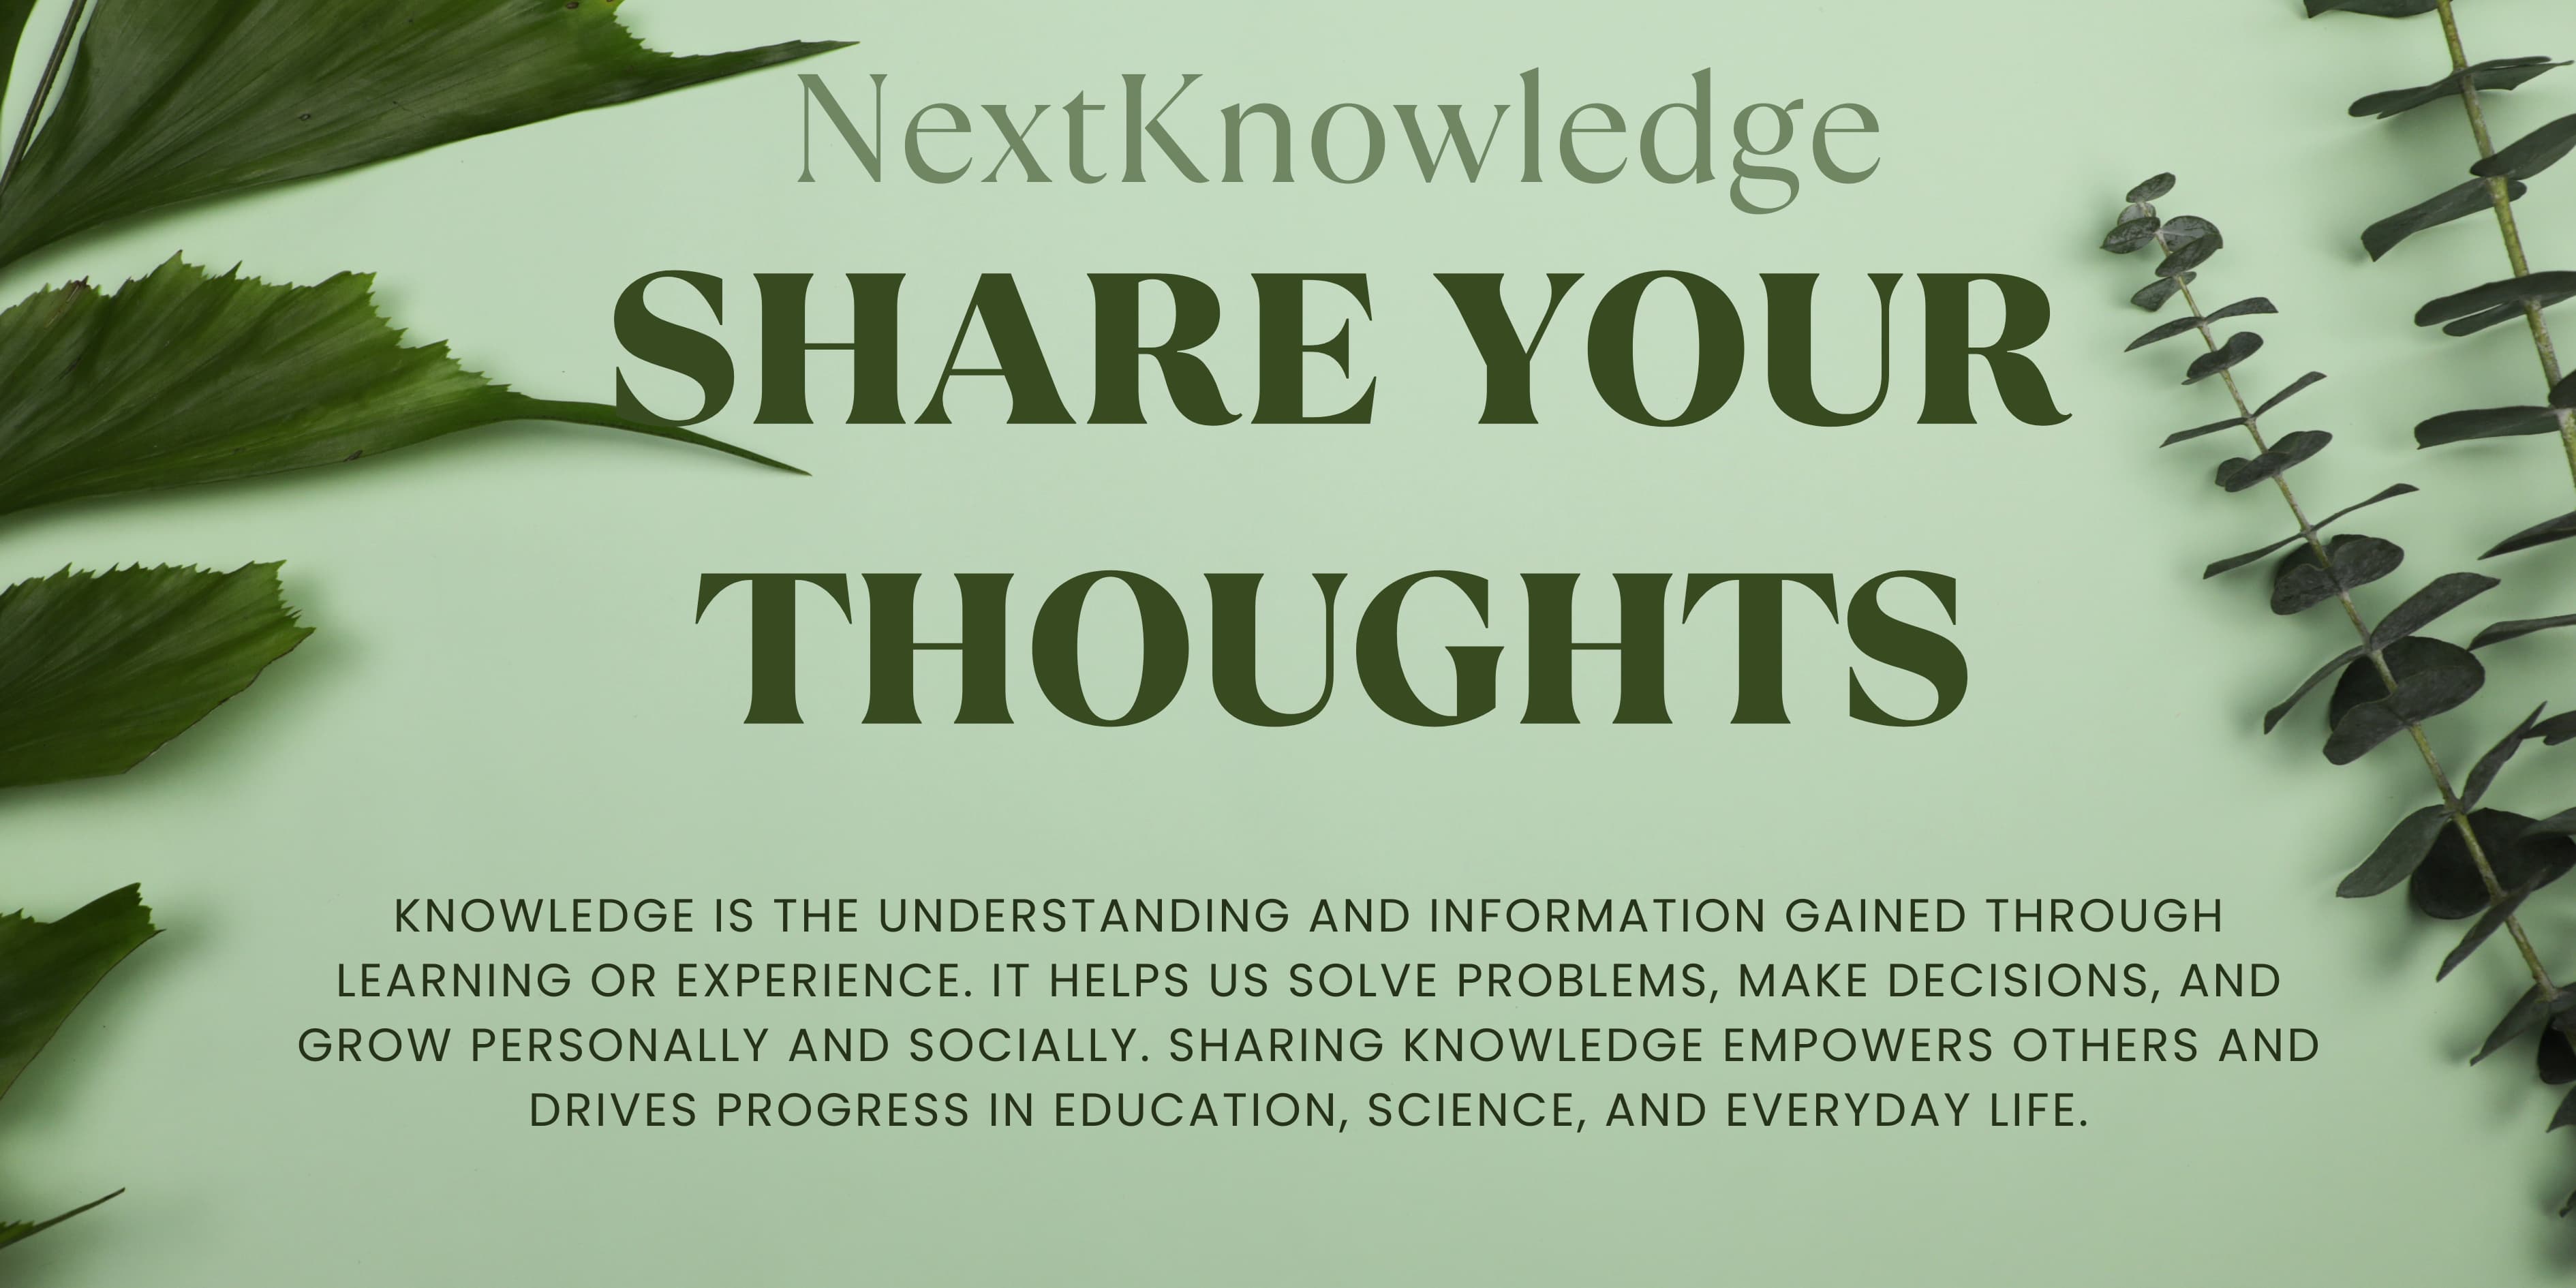 NextKnowledge
SHARE YOUR
THOUGHTS
KNOWLEDGE IS THE UNDERSTANDING AND INFORMATION GAINED THROUGH
LEARNING OR EXPERIENCE. IT HELPS US SOLVE PROBLEMS, MAKE DECISIONS, AND
GROW PERSONALLY AND SOCIALLY. SHARING KNOWLEDGE EMPOWERS OTHERS AND
DRIVES PROGRESS IN EDUCATION, SCIENCE, AND EVERYDAY LIFE.